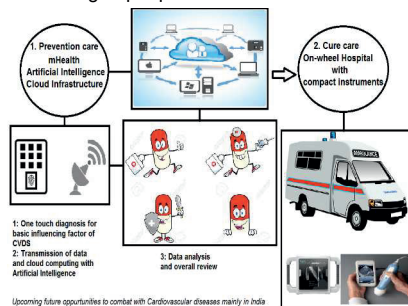 1. Prevention care
mHealth
Artificial Intelligence
Cloud Infrastructure
2. Cure care
On-wheel Hospital
with
compact Instruments
AMBULANCE
1: One touch diagnosis for
basic influencing factor of
CVDS
2: Transmission of data
and cloud computing with
Artificial Intelligence
3: Data analysis
and overall review
Upcoming future opportunities to combat with Cardiovascular diseases mainly in India